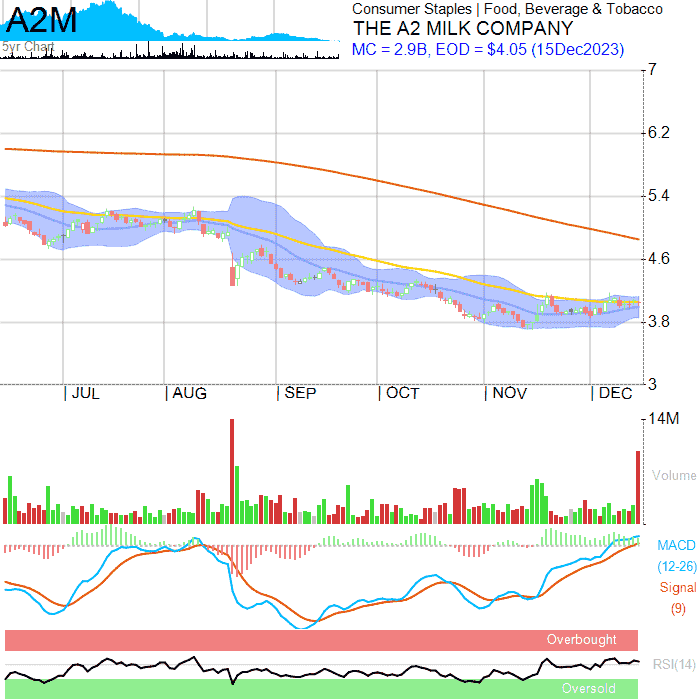 A2M
5yr Chart
Consumer Staples | Food, Beverage & Tobacco
THE A2 MILK COMPANY
MC = 2.9B, EOD = $4.05 (15Dec2023)
7
6.2
5.4
4.6
3.8
3
| JUL | AUG | SEP | OCT | NOV | DEC
14M
Volume
MACD
(12-26)
Signal
(9)
Overbought
RSI(14)
Oversold